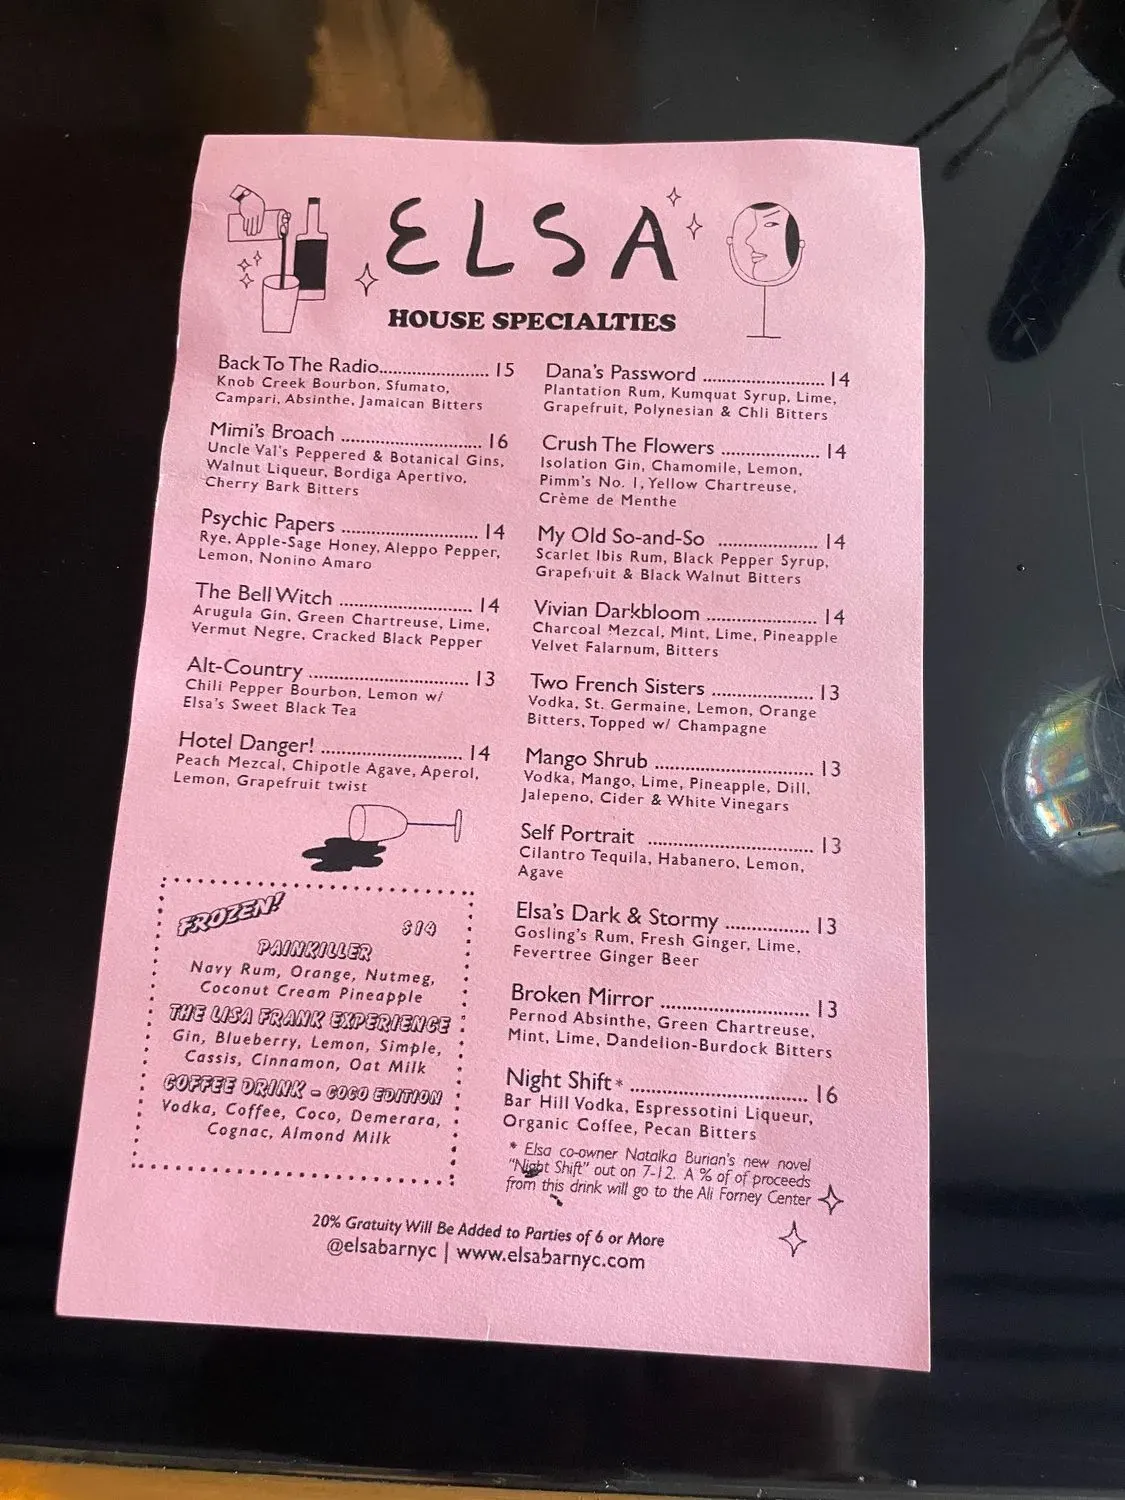 ELSA
HOUSE SPECIALTIES
Back To The Radio...................... 15
Knob Creek Bourbon, Sfumato,
Campari, Absinthe, Jamaican Bitters
Mimi's Broach ............................ 16
Uncle Val's Peppered & Botanical Gins,
Walnut Liqueur, Bordiga Apertivo,
Cherry Bark Bitters
Psychic Papers ........................... 14
Rye, Apple-Sage Honey, Aleppo Pepper,
Lemon, Nonino Amaro
The Bell Witch ........................... 14
Arugula Gin, Green Chartreuse, Lime,
Vermut Negre, Cracked Black Pepper
Alt-Country ................................ 13
Chili Pepper Bourbon, Lemon w/
Elsa's Sweet Black Tea
Hotel Danger! ............................ 14
Peach Mezcal, Chipotle Agave, Aperol,
Lemon, Grapefruit twist
FROZEN!
$14
PAINKILLER
Navy Rum, Orange, Nutmeg,
Coconut Cream Pineapple
THE LISA FRANK EXPERIENCE
Gin, Blueberry, Lemon, Simple,
Cassis, Cinnamon, Oat Milk
COFFEE DRINK - COCO EDITION
Vodka, Coffee, Coco, Demerara,
Cognac, Almond Milk
Dana's Password ......................... 14
Plantation Rum, Kumquat Syrup, Lime,
Grapefruit, Polynesian & Chli Bitters
Crush The Flowers .................... 14
Isolation Gin, Chamomile, Lemon,
Pimm's No. 1, Yellow Chartreuse,
Crème de Menthe
My Old So-and-So .................... 14
Scarlet Ibis Rum, Black Pepper Syrup,
Grapefruit & Black Walnut Bitters
Vivian Darkbloom ...................... 14
Charcoal Mezcal, Mint, Lime, Pineapple
Velvet Falarnum, Bitters
Two French Sisters .................... 13
Vodka, St. Germaine, Lemon, Orange
Bitters, Topped w/ Champagne
Mango Shrub ................................ 13
Vodka, Mango, Lime, Pineapple, Dill,
Jalepeno, Cider & White Vinegars
Self Portrait ................................. 13
Cilantro Tequila, Habanero, Lemon,
Agave
Elsa's Dark & Stormy ................. 13
Gosling's Rum, Fresh Ginger, Lime,
Fevertree Ginger Beer
Broken Mirror .............................. 13
Pernod Absinthe, Green Chartreuse,
Mint, Lime, Dandelion-Burdock Bitters
Night Shift* ................................... 16
Bar Hill Vodka, Espressotini Liqueur,
Organic Coffee, Pecan Bitters
* Elsa co-owner Natalka Burian's new novel
"Night Shift" out on 7-12. A % of of proceeds
from this drink will go to the Ali Forney Center
20% Gratuity Will Be Added to Parties of 6 or More
@elsabarnyc | www.elsabarnyc.com